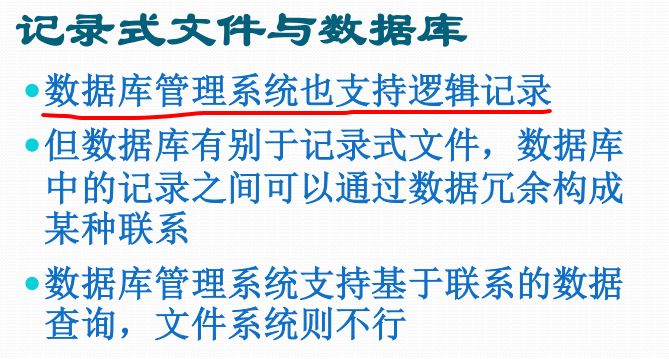 记录式文件与数据库
•数据库管理系统也支持逻辑记录
•但数据库有别于记录式文件，数据库
中的记录之间可以通过数据冗余构成
某种联系
•数据库管理系统支持基于联系的数据
查询，文件系统则不行